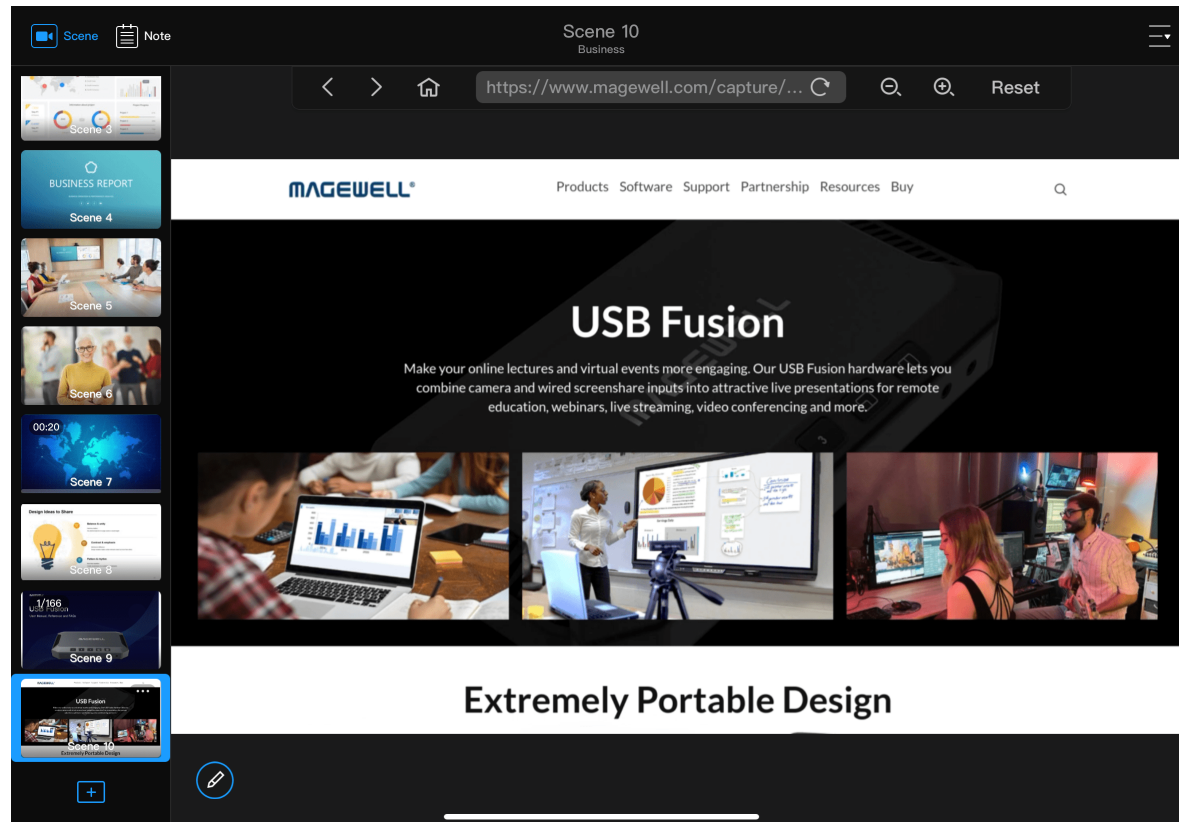 Scene
Note
Scene 10
Business
https://www.magewell.com/capture/...
Reset
Scene 3
BUSINESS REPORT
Scene 4
Scene 5
Scene 6
00:20
Scene 7
Design Ideas to Share
Scene 8
1/166
USB Fusion
MAGEWELL
Scene 9
USB Fusion
Scene 10
Extremely Portable Design
MAGEWELL®
Products Software Support Partnership Resources Buy
MAGEWELL
USB Fusion
Make your online lectures and virtual events more engaging. Our USB Fusion hardware lets you
combine camera and wired screenshare inputs into attractive live presentations for remote
education, webinars, live streaming, video conferencing and more.
3
Extremely Portable Design